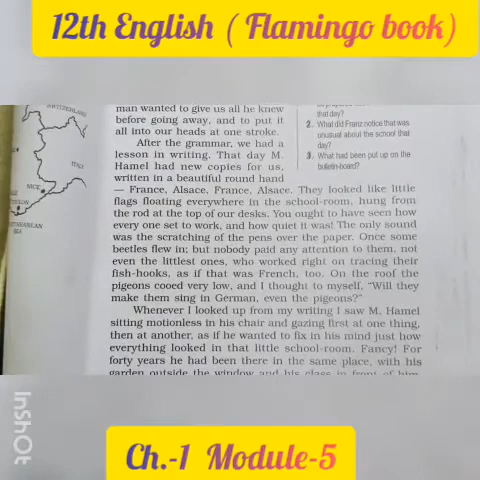 12th English ( Flamingo book)
SWITZERLAND
ITALY
NICE
SEA
man wanted to give us all he knew
before going away, and to put it
all into our heads at one stroke.
After the grammar, we had a
lesson in writing. That day M.
Hamel had new copies for us,
written in a beautiful round hand
— France, Alsace, France, Alsace. They looked like little
flags floating everywhere in the school-room, hung from
the rod at the top of our desks. You ought to have seen how
every one set to work, and how quiet it was! The only sound
was the scratching of the pens over the paper. Once some
beetles flew in; but nobody paid any attention to them, not
even the littlest ones, who worked right on tracing their
fish-hooks, as if that was French, too. On the roof the
pigeons cooed very low, and I thought to myself, “Will they
make them sing in German, even the pigeons?”
Whenever I looked up from my writing I saw M. Hamel
sitting motionless in his chair and gazing first at one thing,
then at another, as if he wanted to fix in his mind just how
everything looked in that little school-room. Fancy! For
forty years he had been there in the same place, with his
garden outside the window and his class in front of him
that day?
2. What did Franz notice that was
unusual about the school that
day?
3. What had been put up on the
bulletin-board?
InShOt
Ch.-1 Module-5